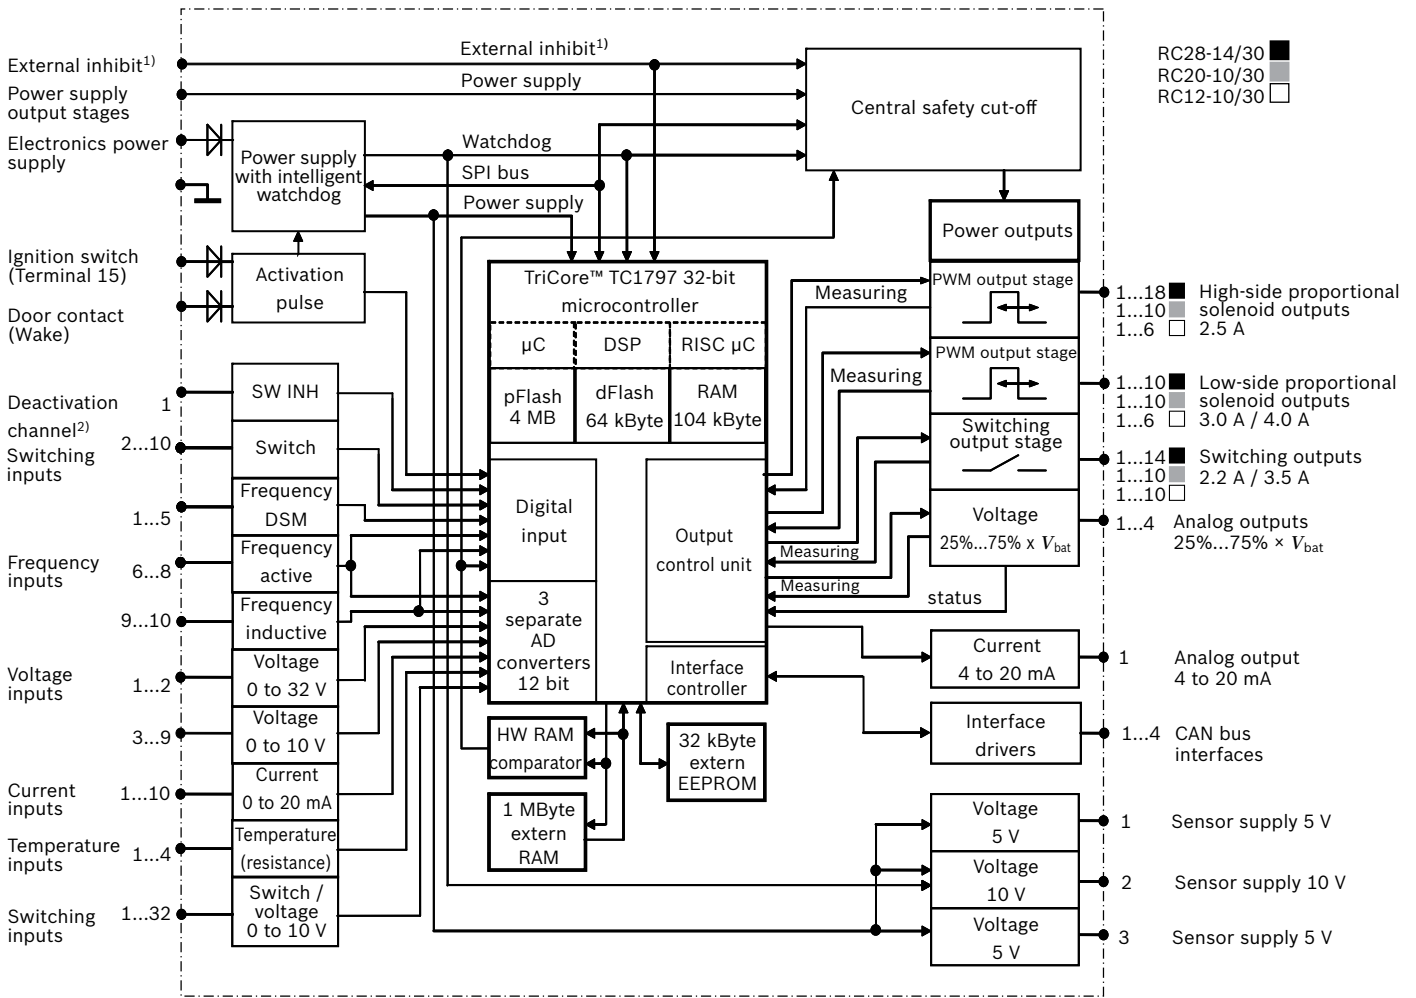 External inhibit1)
Power supply
output stages
Electronics power
supply
Ignition switch
(Terminal 15)
Door contact
(Wake)
Deactivation
channel2)
1
Switching
inputs
2...10
1...5
Frequency
inputs
6...8
9...10
Voltage
inputs
1...2
3...9
Current
inputs
1...10
Temperature
inputs
1...4
Switching
inputs
1...32
External inhibit1)
Power supply
Watchdog
SPI bus
Power supply
Power supply
with intelligent
watchdog
Activation
pulse
SW INH
Switch
Frequency
DSM
Frequency
active
Frequency
inductive
Voltage
0 to 32 V
Voltage
0 to 10 V
Current
0 to 20 mA
Temperature
(resistance)
Switch /
voltage
0 to 10 V
TriCore™ TC1797 32-bit
microcontroller
µC
DSP
RISC µC
pFlash
4 MB
dFlash
64 kByte
RAM
104 kByte
Digital
input
3
separate
AD
converters
12 bit
Output
control unit
Interface
controller
HW RAM
comparator
1 MByte
extern
RAM
32 kByte
extern
EEPROM
Central safety cut-off
Power outputs
PWM output stage
Measuring
PWM output stage
Measuring
Switching
output stage
Voltage
25%...75% x Vbat
Measuring
Measuring
status
Current
4 to 20 mA
Interface
drivers
Voltage
5 V
Voltage
10 V
Voltage
5 V
RC28-14/30
RC20-10/30
RC12-10/30
1...18 High-side proportional
1...10 solenoid outputs
1...6 2.5 A
1...10 Low-side proportional
1...10 solenoid outputs
1...6 3.0 A / 4.0 A
1...14 Switching outputs
1...10 2.2 A / 3.5 A
1...10
1...4 Analog outputs
25%...75% × Vbat
1 Analog output
4 to 20 mA
1...4 CAN bus
interfaces
1 Sensor supply 5 V
2 Sensor supply 10 V
3 Sensor supply 5 V